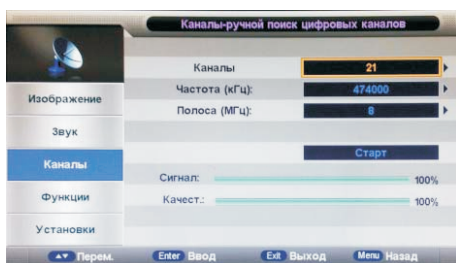 Каналы-ручной поиск цифровых каналов
Каналы 21
Частота (кГц): 474000
Изображение
Полоса (МГц): 8
Звук
Старт
Каналы
Сигнал: 100%
Функции
Качест.: 100%
Установки
Перем. Enter Ввод Exit Выход Menu Назад